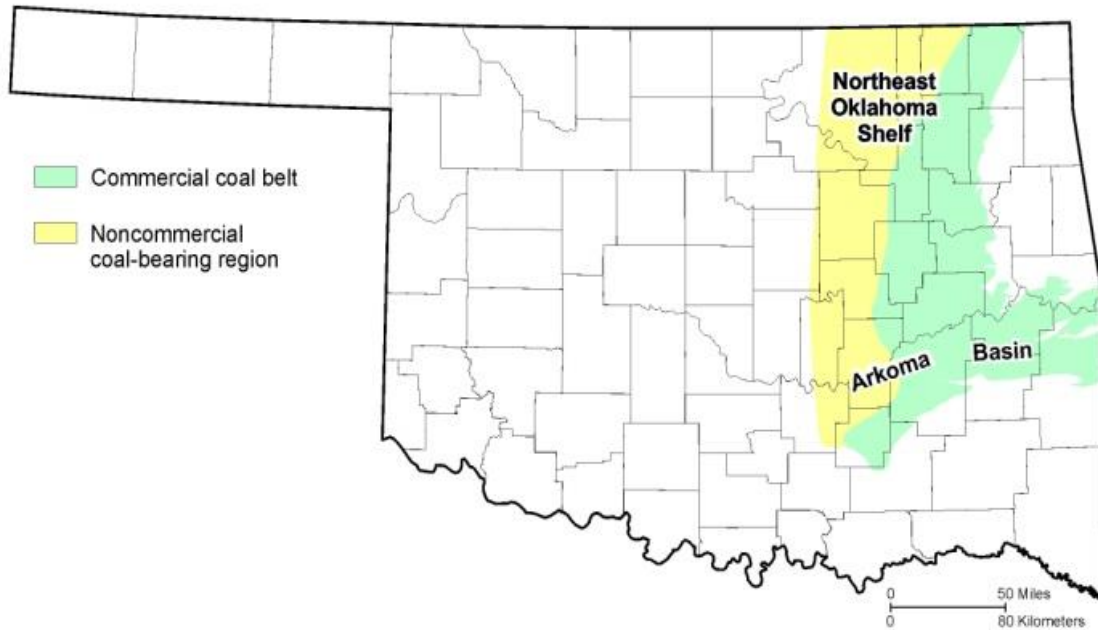 Northeast
Oklahoma
Shelf
Commercial coal belt
Noncommercial
coal-bearing region
Arkoma Basin
0 50 Miles
0 80 Kilometers